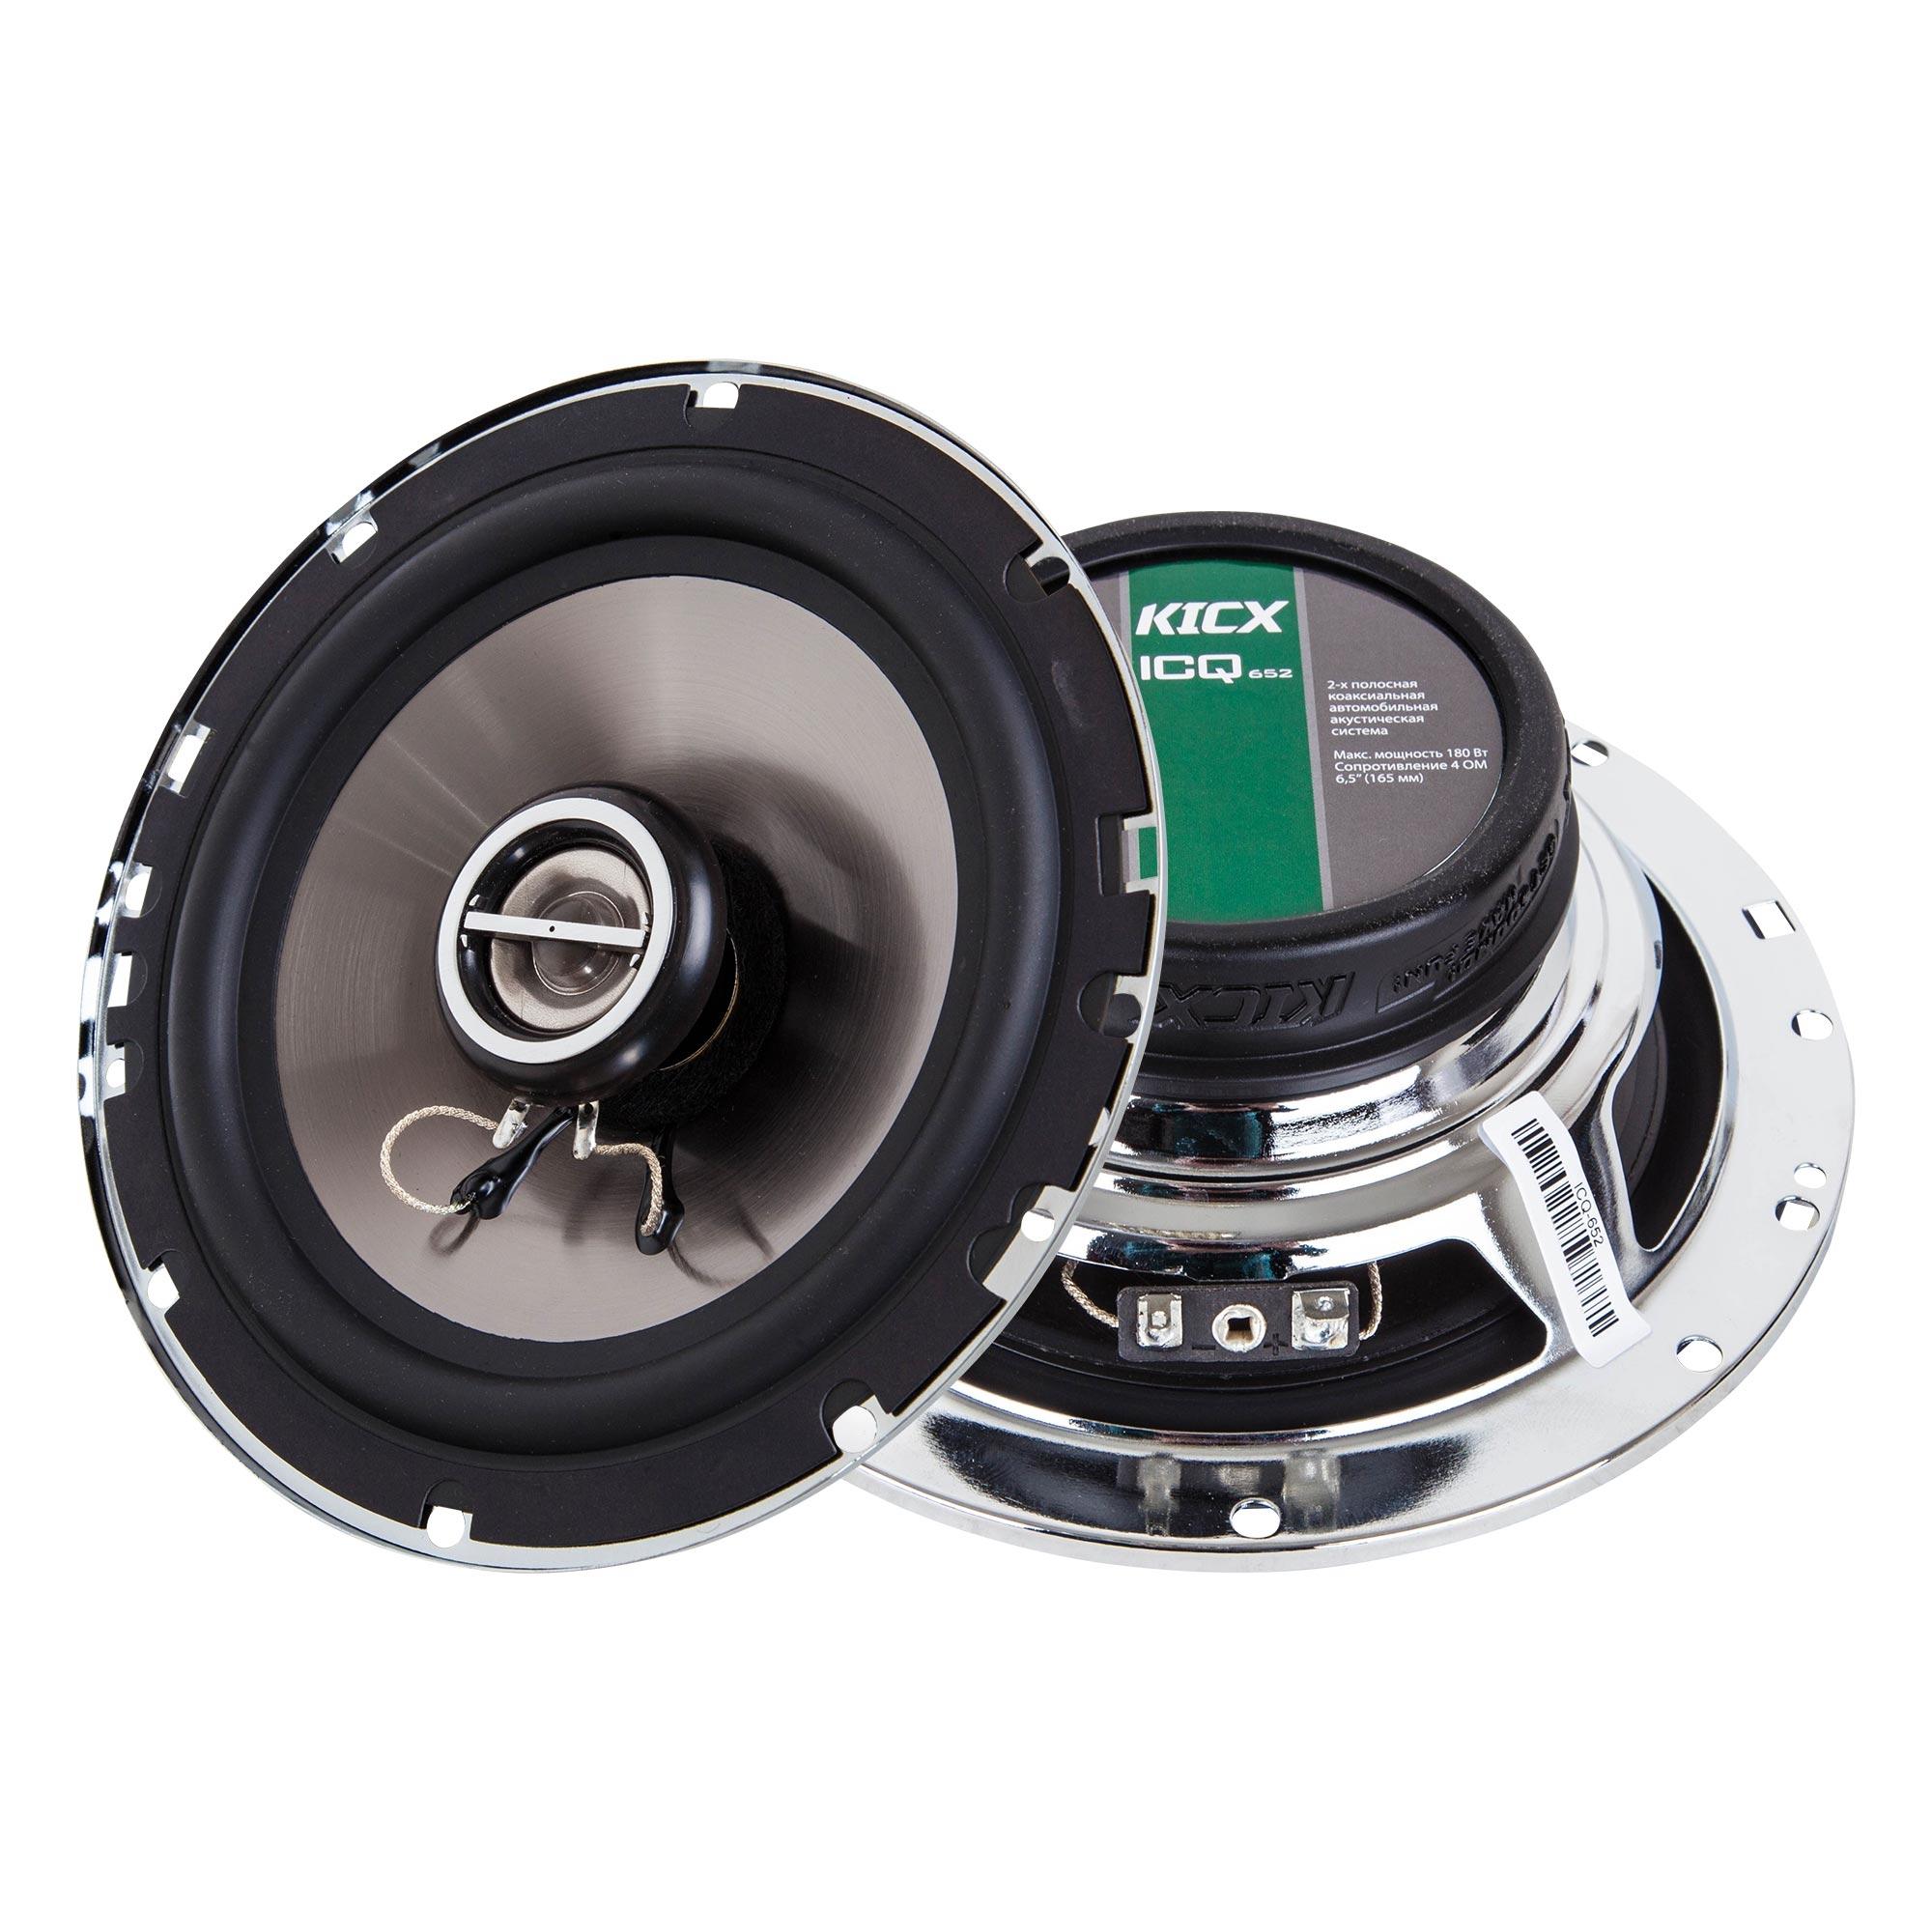 KICX
ICQ 652
2-х полосная
коаксиальная
автомобильная
акустическая
система
Макс. мощность 180 Вт
Сопротивление 4 ОМ
6,5" (165 мм)
KICX
ICQ-652
- +